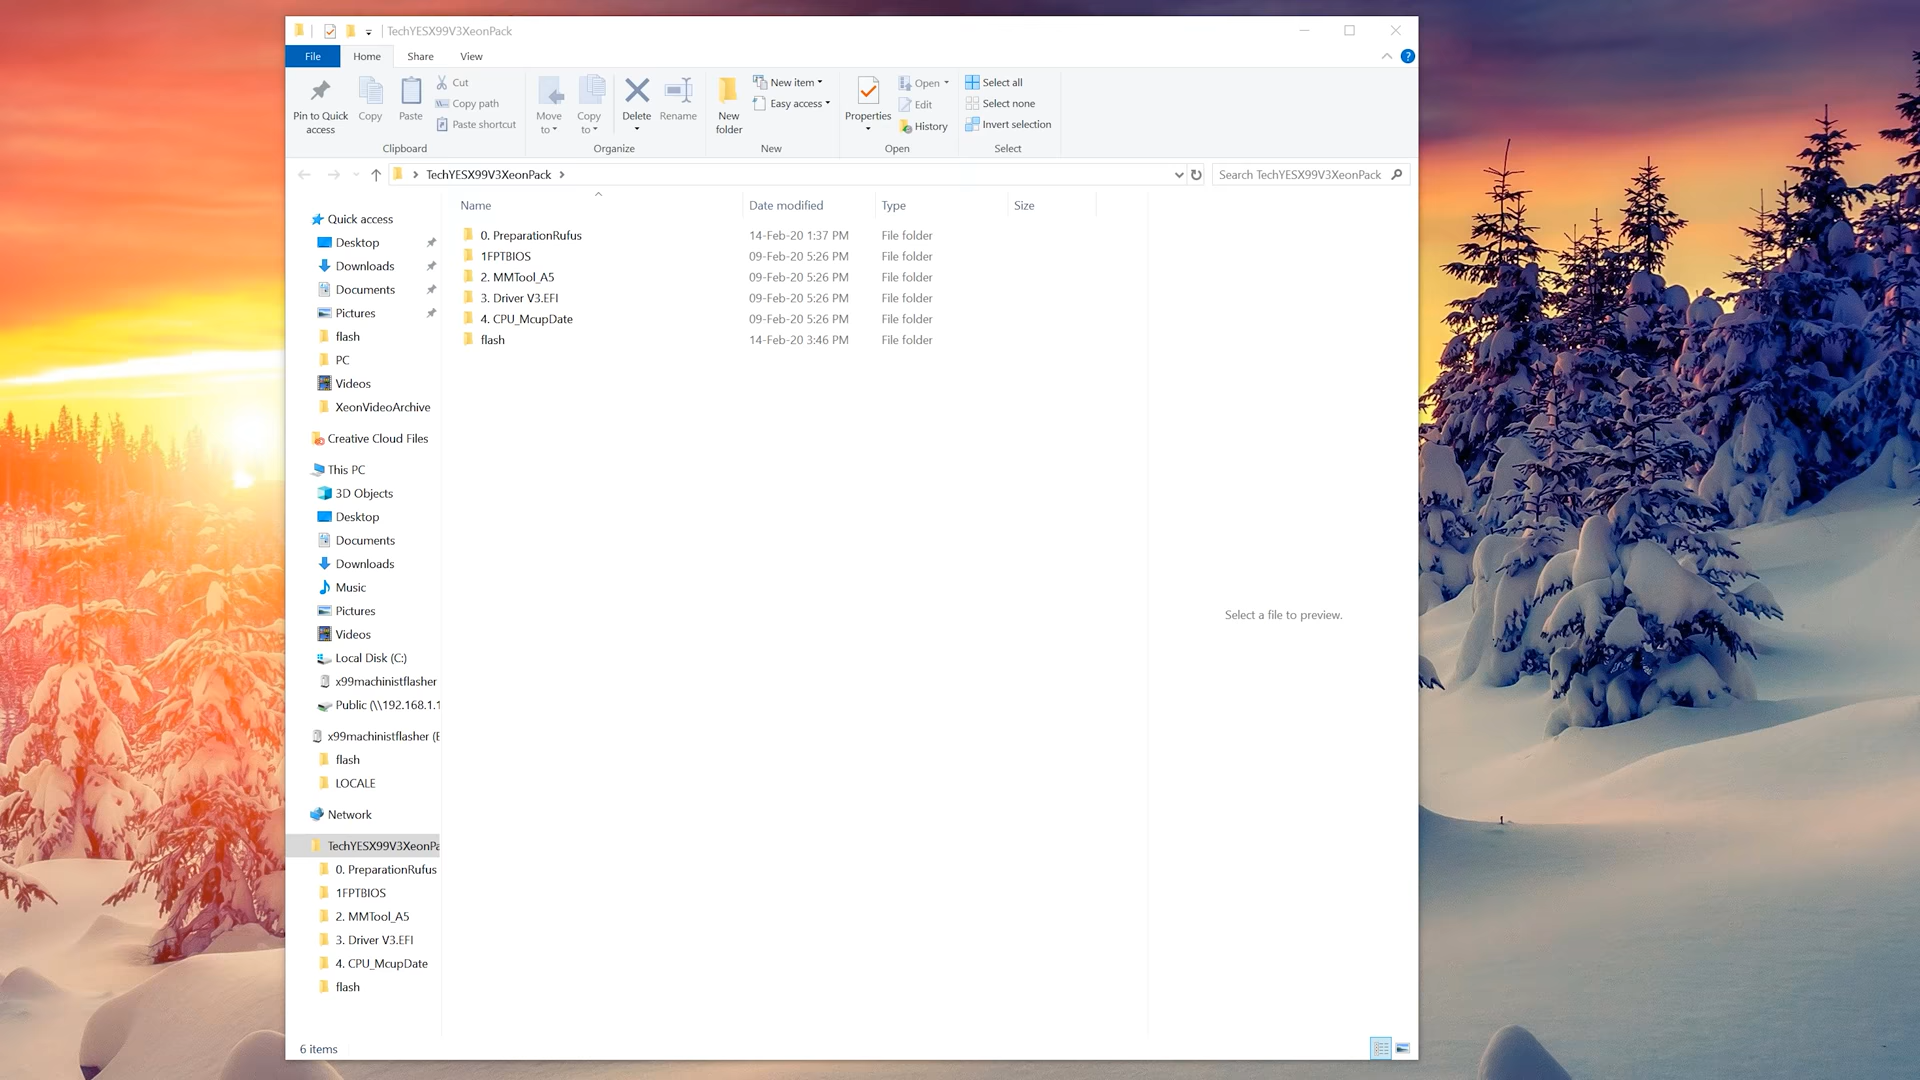 TechYESX99V3XeonPack
File Home Share View
Pin to Quick access
Copy
Paste
Cut
Copy path
Paste shortcut
Clipboard
Move to
Copy to
Delete
Rename
Organize
New folder
New item
Easy access
New
Properties
Open
Edit
History
Open
Select all
Select none
Invert selection
Select
TechYESX99V3XeonPack
Search TechYESX99V3XeonPack
Quick access
Desktop
Downloads
Documents
Pictures
flash
PC
Videos
XeonVideoArchive
Creative Cloud Files
This PC
3D Objects
Desktop
Documents
Downloads
Music
Pictures
Videos
Local Disk (C:)
x99machinistflasher
Public (\\192.168.1.1
x99machinistflasher (E
flash
LOCALE
Network
TechYESX99V3XeonPa
0. PreparationRufus
1FPTBIOS
2. MMTool_A5
3. Driver V3.EFI
4. CPU_McupDate
flash
Name Date modified Type Size
0. PreparationRufus 14-Feb-20 1:37 PM File folder
1FPTBIOS 09-Feb-20 5:26 PM File folder
2. MMTool_A5 09-Feb-20 5:26 PM File folder
3. Driver V3.EFI 09-Feb-20 5:26 PM File folder
4. CPU_McupDate 09-Feb-20 5:26 PM File folder
flash 14-Feb-20 3:46 PM File folder
Select a file to preview.
6 items